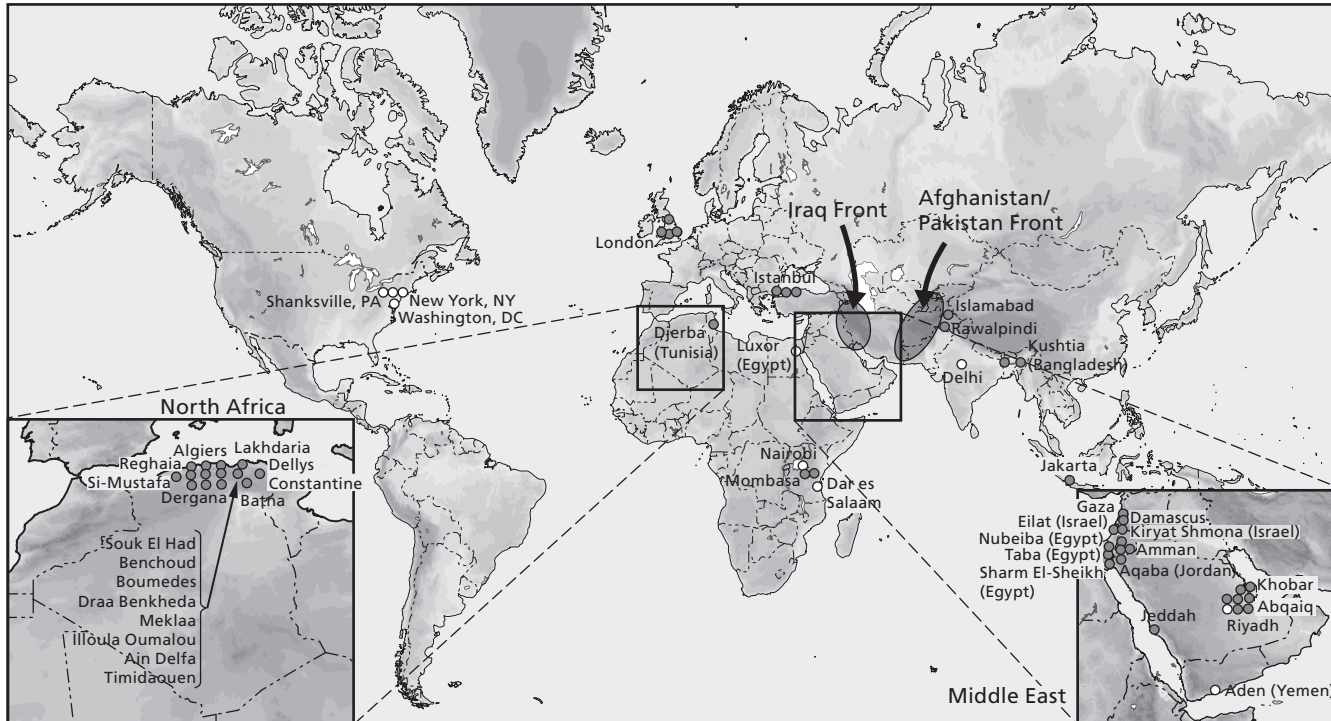 Iraq Front
Afghanistan/
Pakistan Front
London
Istanbul
Shanksville, PA
New York, NY
Washington, DC
Islamabad
Rawalpindi
Djerba
(Tunisia)
Luxor
(Egypt)
Kushtia
(Bangladesh)
Delhi
Nairobi
Mombasa
Dar es
Salaam
Jakarta
North Africa
Algiers
Lakhdaria
Reghaia
Dellys
Si-Mustafa
Constantine
Dergana
Batna
Souk El Had
Benchoud
Boumedes
Draa Benkheda
Meklaa
Illoula Oumalou
Ain Delfa
Timidaouen
Middle East
Gaza
Damascus
Eilat (Israel)
Kiryat Shmona (Israel)
Nubeiba (Egypt)
Amman
Taba (Egypt)
Sharm El-Sheikh
(Egypt)
Aqaba (Jordan)
Khobar
Abqaiq
Riyadh
Jeddah
Aden (Yemen)